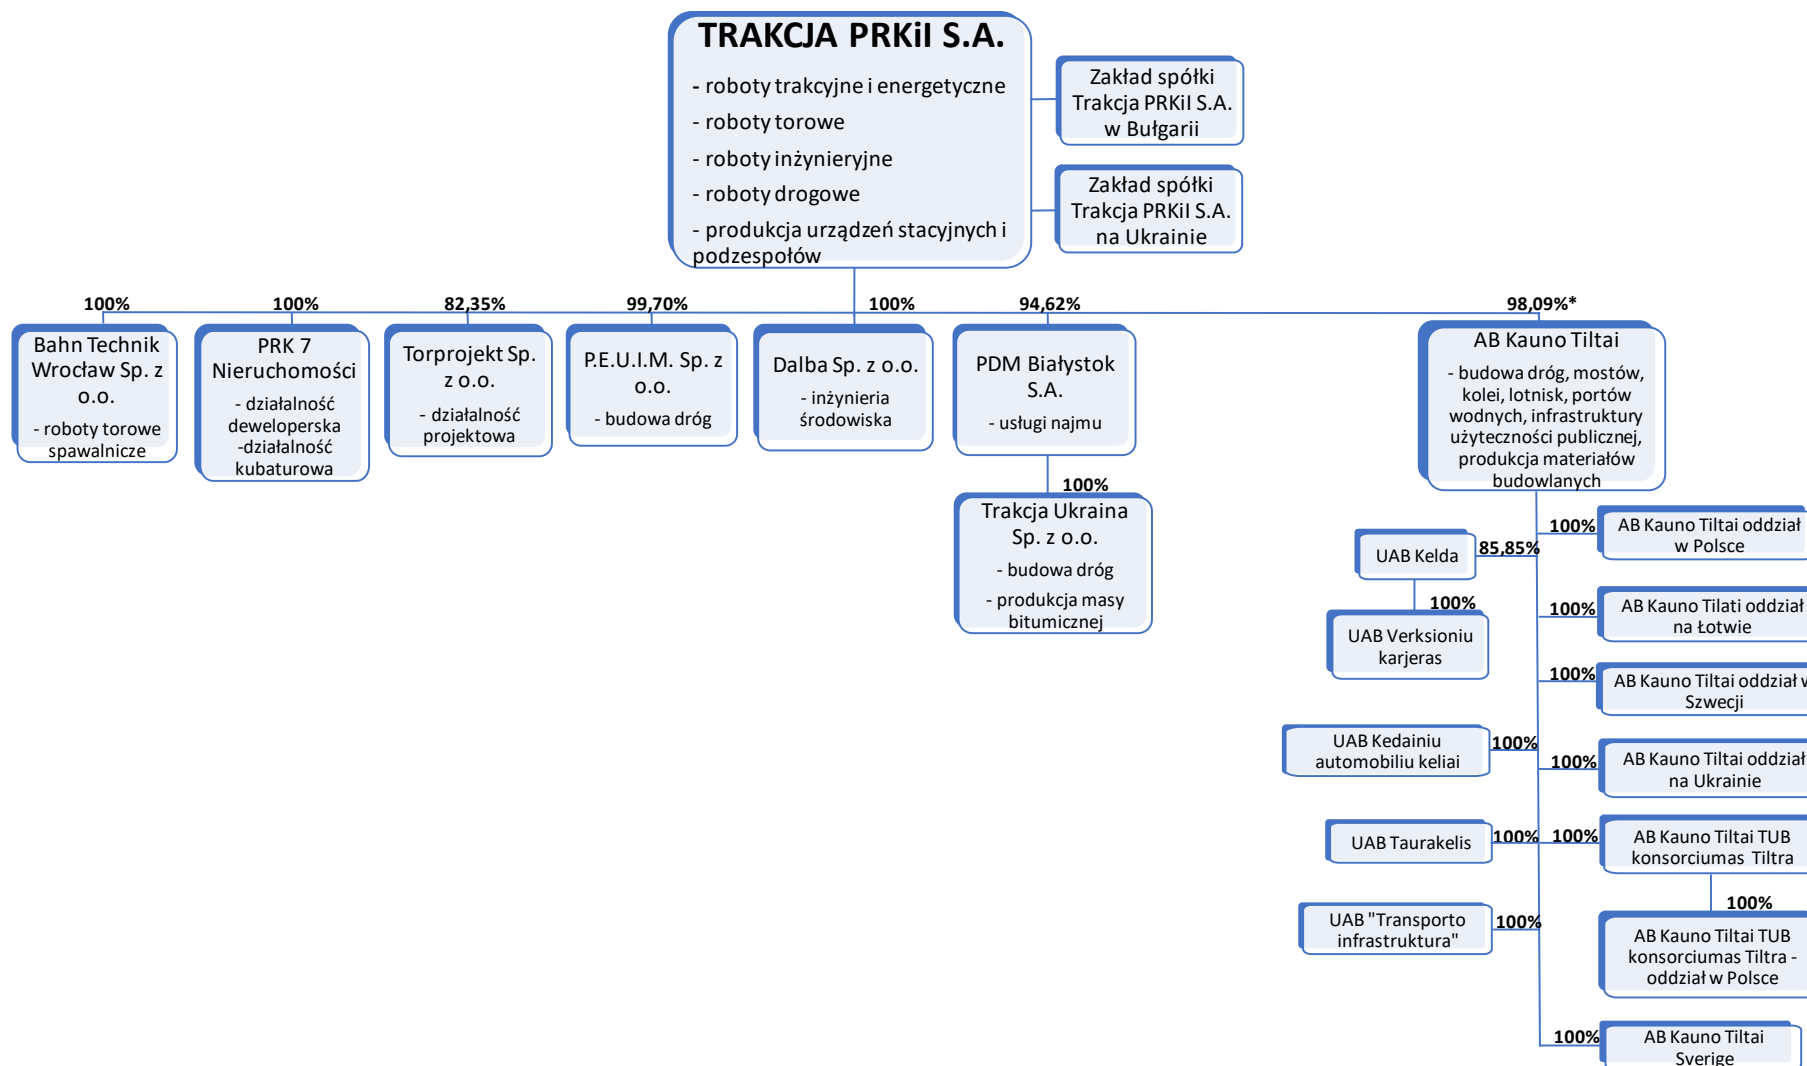 TRAKCJA PRKiI S.A.
- roboty trakcyjne i energetyczne
- roboty torowe
- roboty inżynieryjne
- roboty drogowe
- produkcja urządzeń stacyjnych i
podzespołów
Zakład spółki
Trakcja PRKiI S.A.
w Bułgarii
Zakład spółki
Trakcja PRKiI S.A.
na Ukrainie
100%
Bahn Technik
Wrocław Sp. z
o.o.
- roboty torowe
spawalnicze
100%
PRK 7
Nieruchomości
- działalność
deweloperska
-działalność
kubaturowa
82,35%
Torprojekt Sp.
z o.o.
- działalność
projektowa
99,70%
P.E.U.I.M. Sp. z
o.o.
- budowa dróg
100%
Dalba Sp. z o.o.
- inżynieria
środowiska
94,62%
PDM Białystok
S.A.
- usługi najmu
100%
Trakcja Ukraina
Sp. z o.o.
- budowa dróg
- produkcja masy
bitumicznej
98,09%*
AB Kauno Tiltai
- budowa dróg, mostów,
kolei, lotnisk, portów
wodnych, infrastruktury
użyteczności publicznej,
produkcja materiałów
budowlanych
85,85%
UAB Kelda
100%
UAB Verksioniu
karjeras
100%
UAB Kedainiu
automobiliu keliai
100%
UAB Taurakelis
100%
UAB "Transporto
infrastruktura"
100%
AB Kauno Tiltai oddział
w Polsce
100%
AB Kauno Tilati oddział
na Łotwie
100%
AB Kauno Tiltai oddział w
Szwecji
100%
AB Kauno Tiltai oddział
na Ukrainie
100%
AB Kauno Tiltai TUB
konsorciumas Tiltra
100%
AB Kauno Tiltai TUB
konsorciumas Tiltra -
oddział w Polsce
100%
AB Kauno Tiltai
Sverige